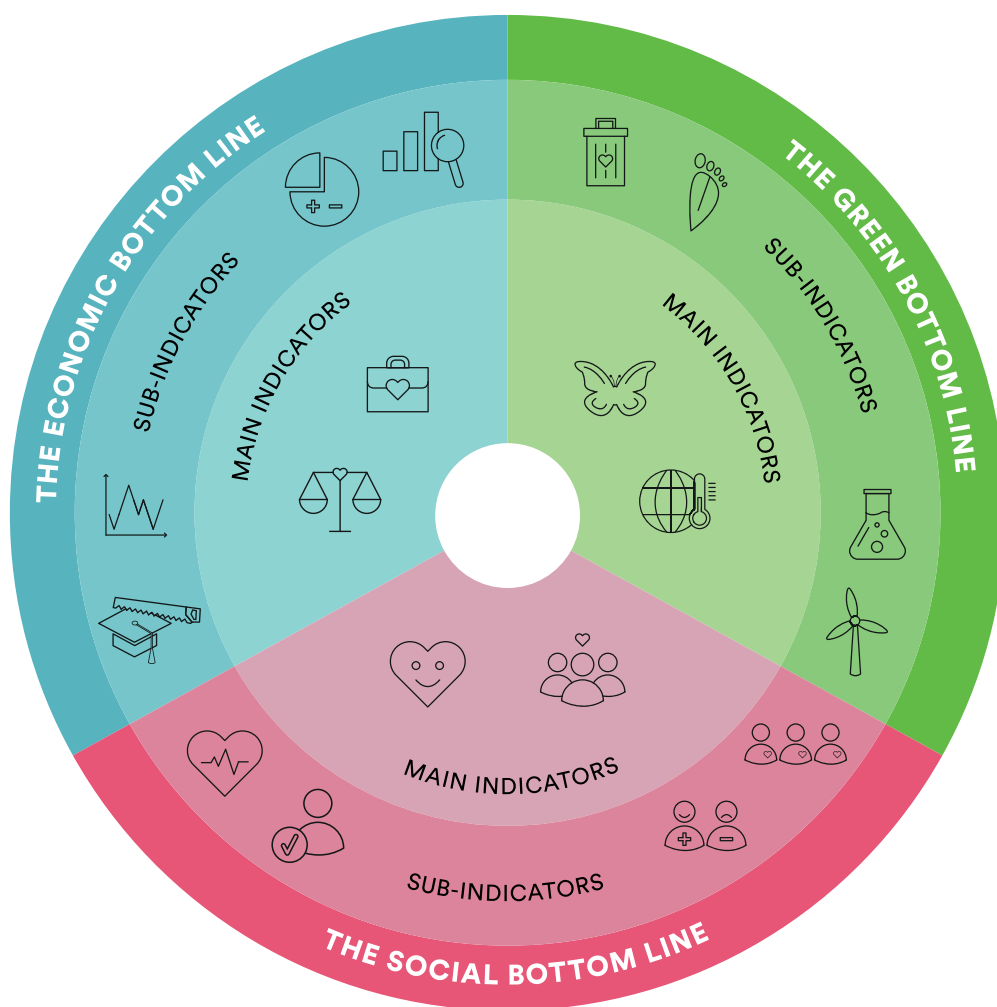 THE ECONOMIC BOTTOM LINE
SUB-INDICATORS
MAIN INDICATORS
THE GREEN BOTTOM LINE
SUB-INDICATORS
MAIN INDICATORS
MAIN INDICATORS
SUB-INDICATORS
THE SOCIAL BOTTOM LINE